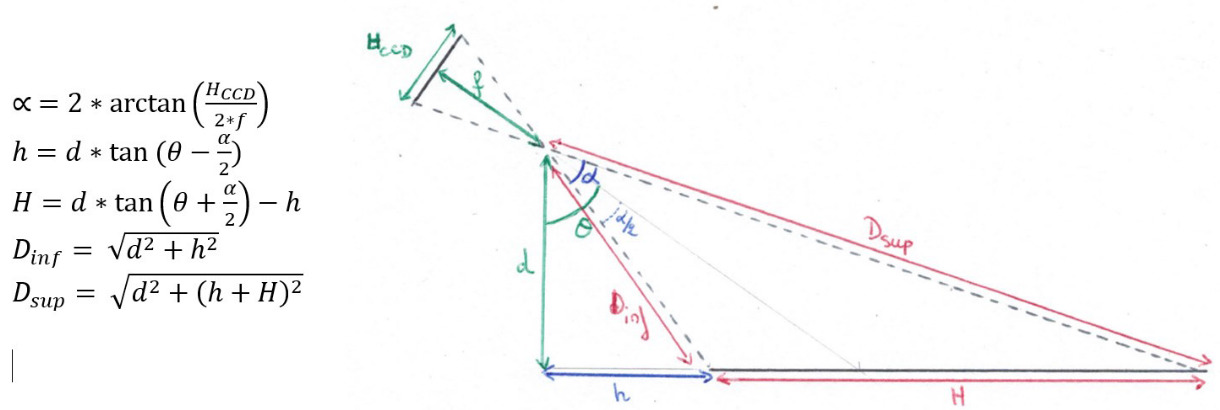 ∝ = 2 * arctan (H_CCD / 2*f)
h = d * tan (θ − α/2)
H = d * tan(θ + α/2) − h
D_inf = √(d² + h²)
D_sup = √(d² + (h + H)²)
H_CCD
f
α
α/2
θ
D_sup
d
D_inf
h
H